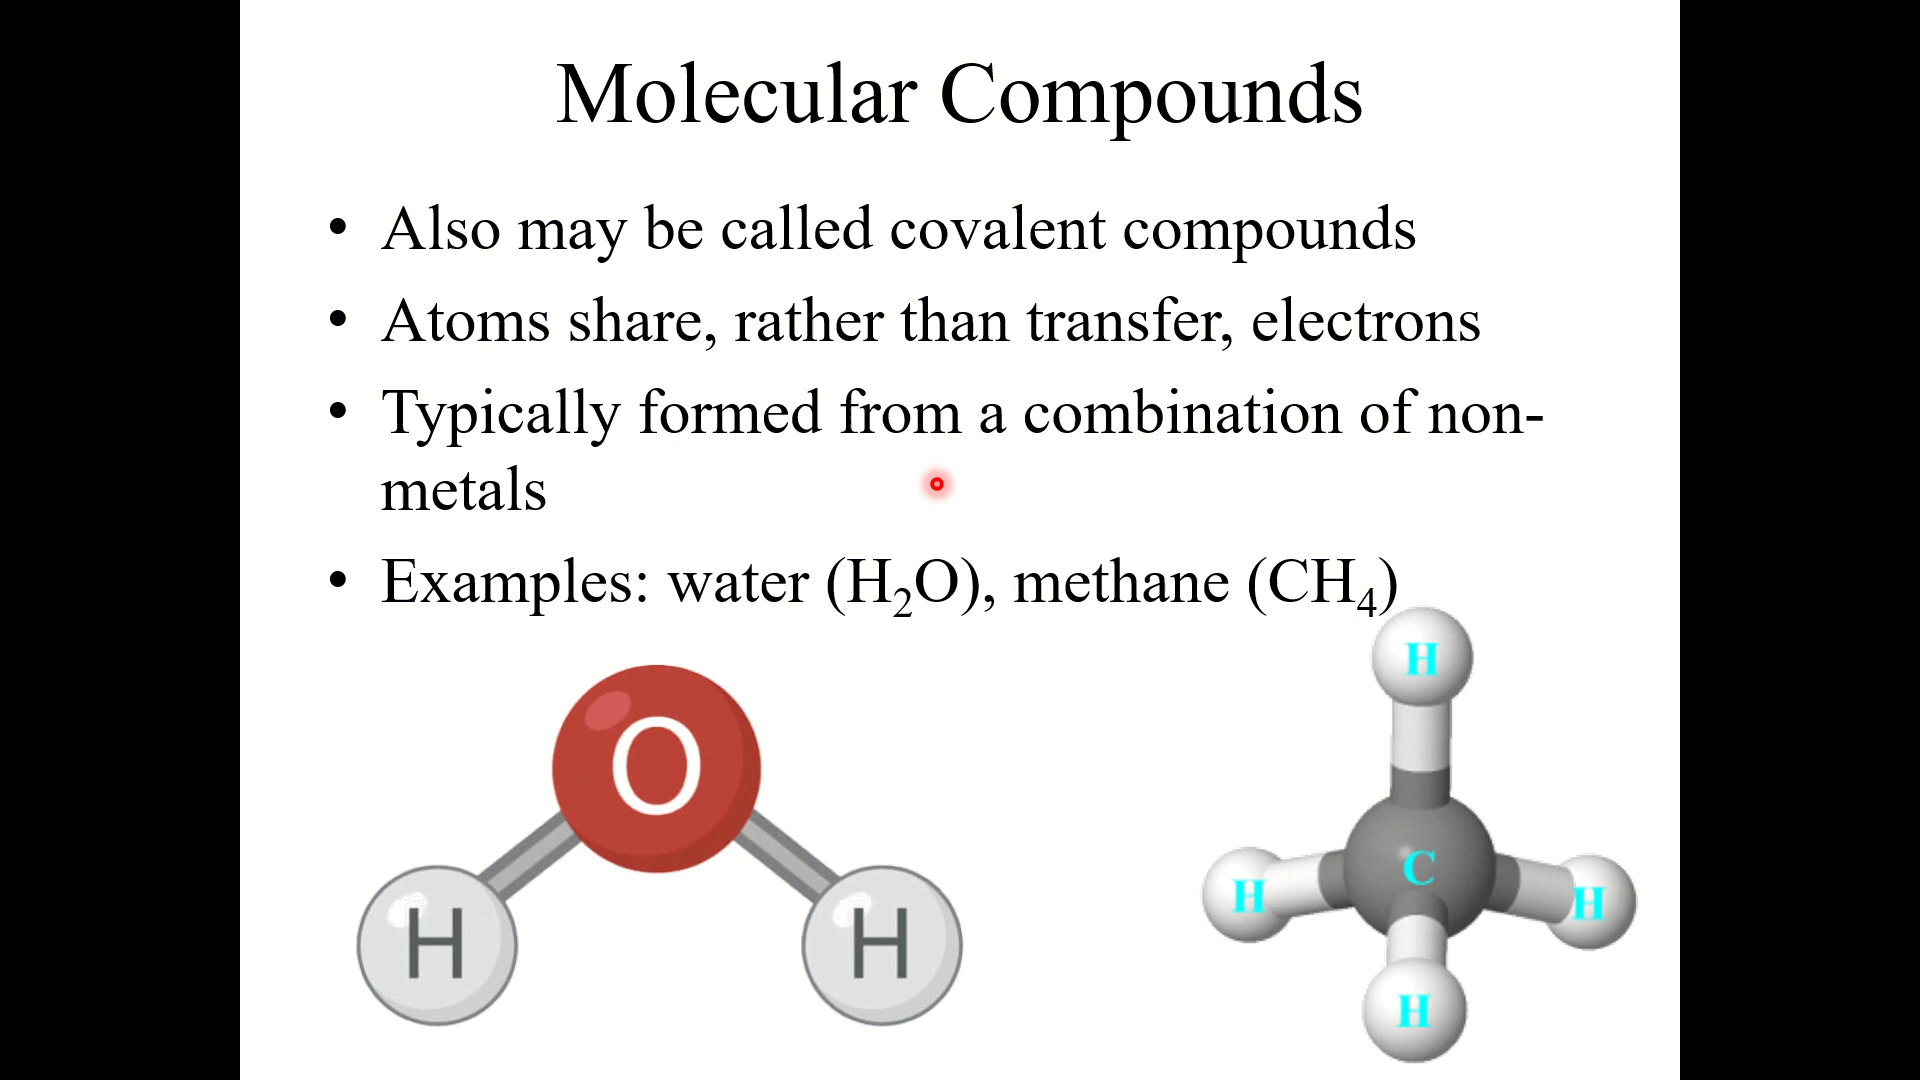 Molecular Compounds
• Also may be called covalent compounds
• Atoms share, rather than transfer, electrons
• Typically formed from a combination of non-
metals
• Examples: water (H₂O), methane (CH₄)
H
O
C
H
H
H
H
H